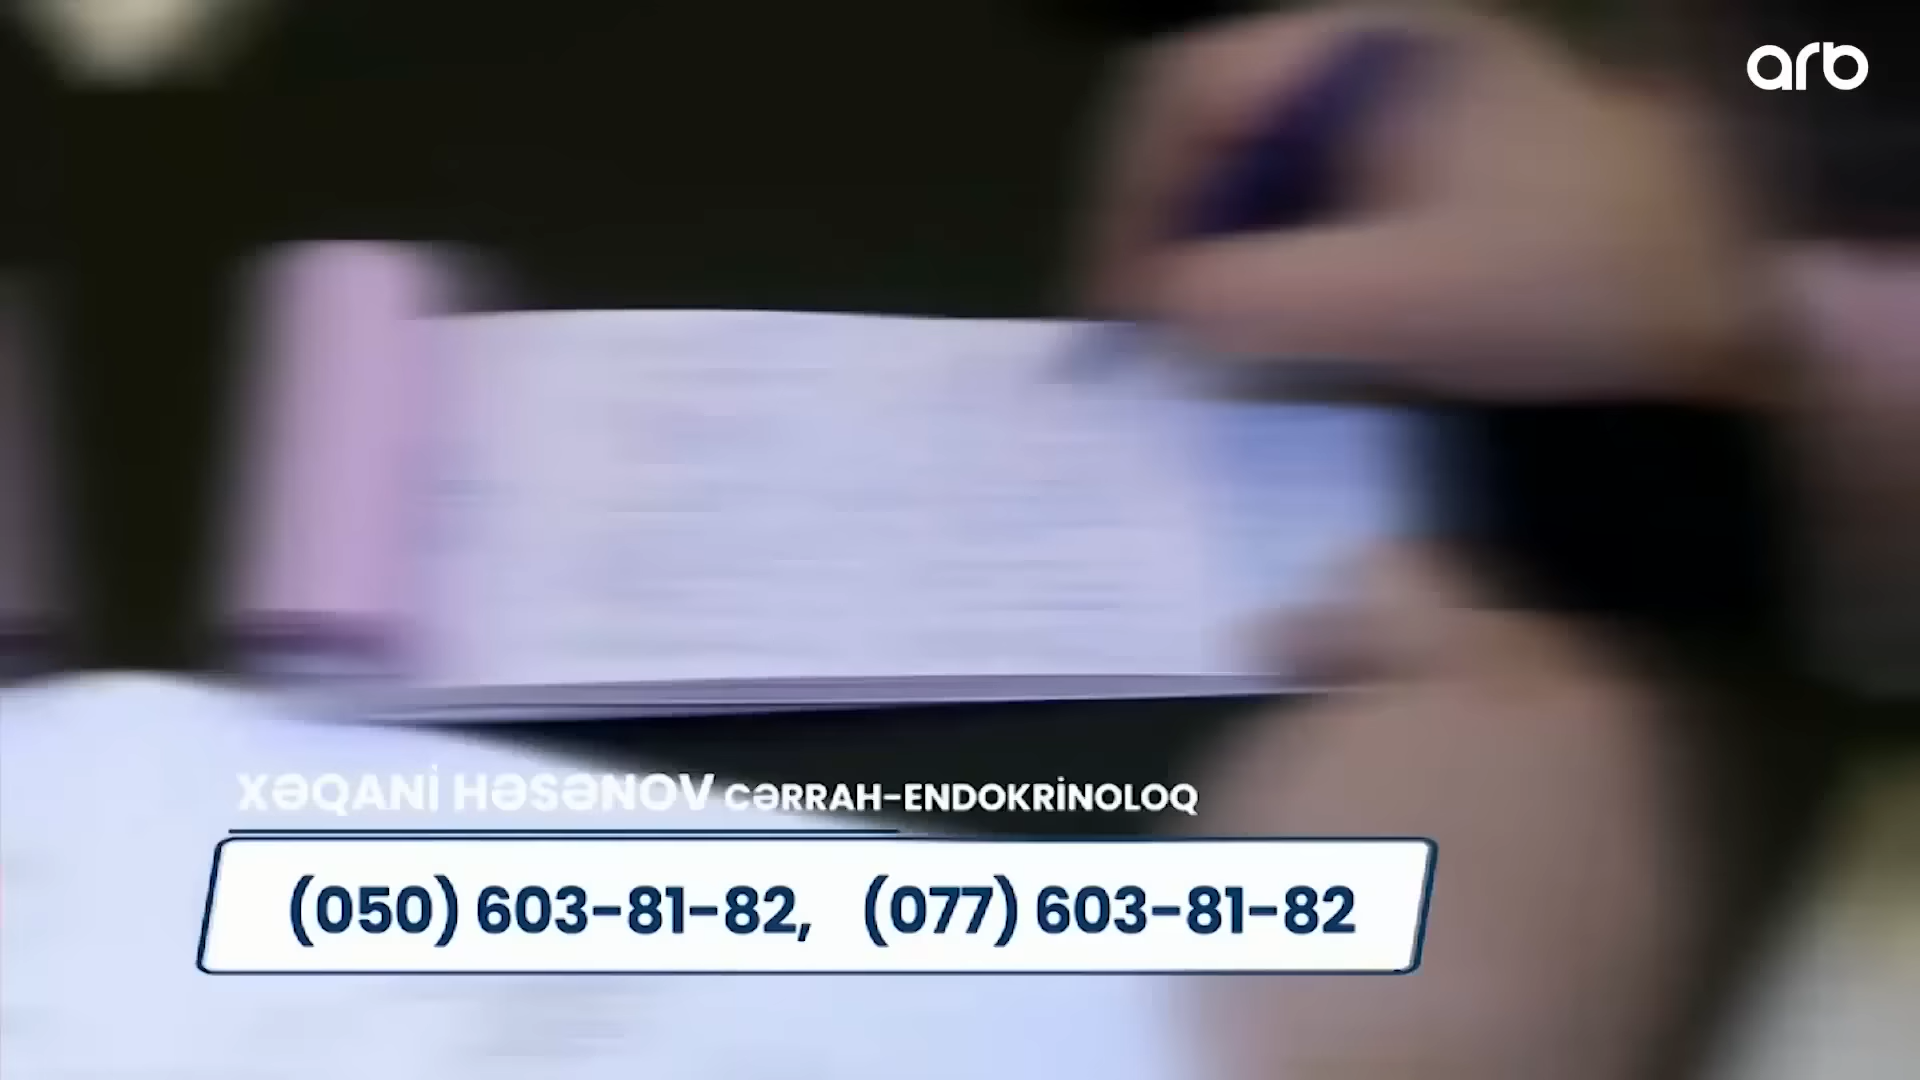 arb
XƏQANİ HƏSƏNOV CƏRRAH-ENDOKRİNOLOQ
(050) 603-81-82, (077) 603-81-82